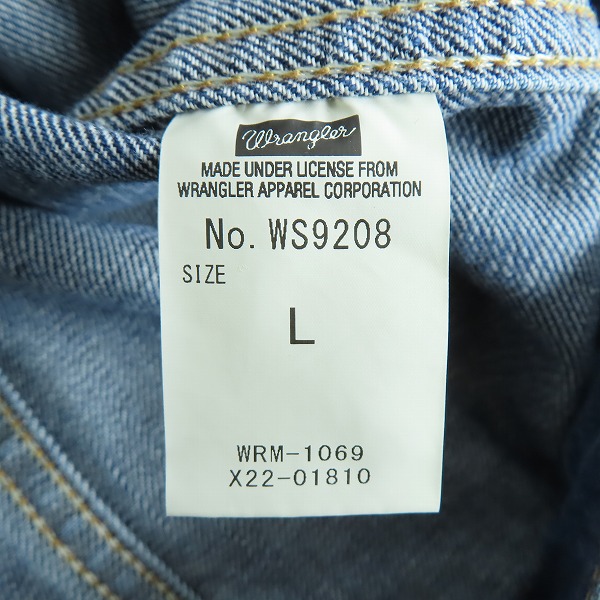 Wrangler
MADE UNDER LICENSE FROM
WRANGLER APPAREL CORPORATION
No. WS9208
SIZE
L
WRM-1069
X22-01810